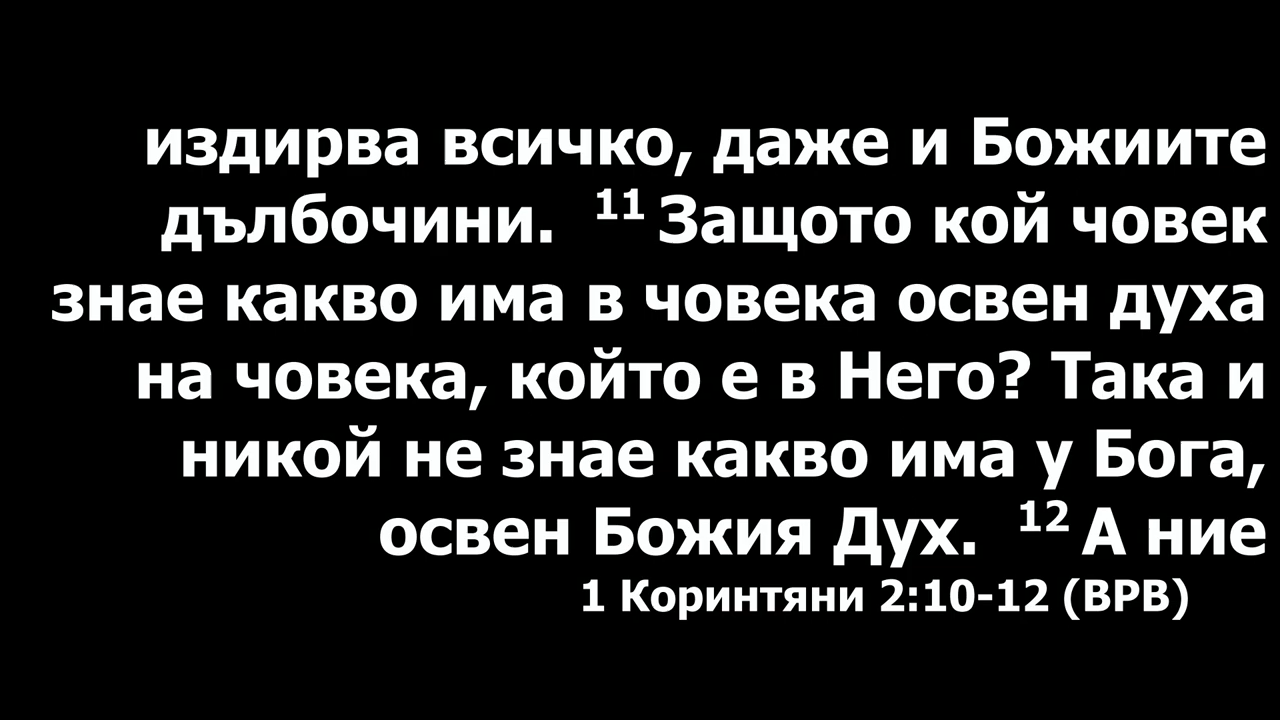 издирва всичко, даже и Божиите
дълбочини. 11 Защото кой човек
знае какво има в човека освен духа
на човека, който е в Него? Така и
никой не знае какво има у Бога,
освен Божия Дух. 12 А ние
1 Коринтяни 2:10-12 (ВРВ)